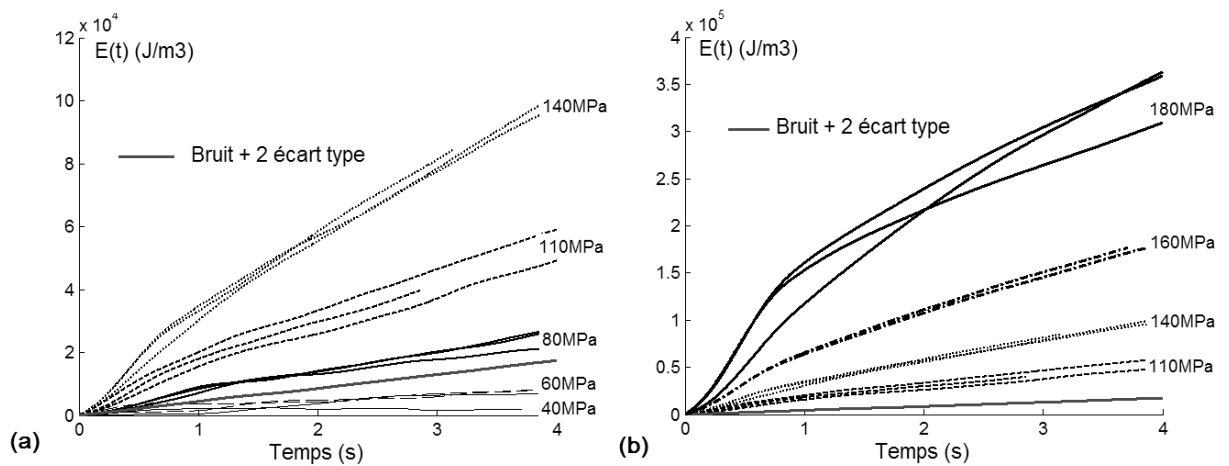 x 10⁴
12
E(t) (J/m3)
10
8
6
4
2
0
140MPa
110MPa
80MPa
60MPa
40MPa
Bruit + 2 écart type
0 1 2 3 4
Temps (s)
(a)
x 10⁵
4
E(t) (J/m3)
3.5
3
2.5
2
1.5
1
0.5
0
180MPa
160MPa
140MPa
110MPa
Bruit + 2 écart type
0 1 2 3 4
Temps (s)
(b)